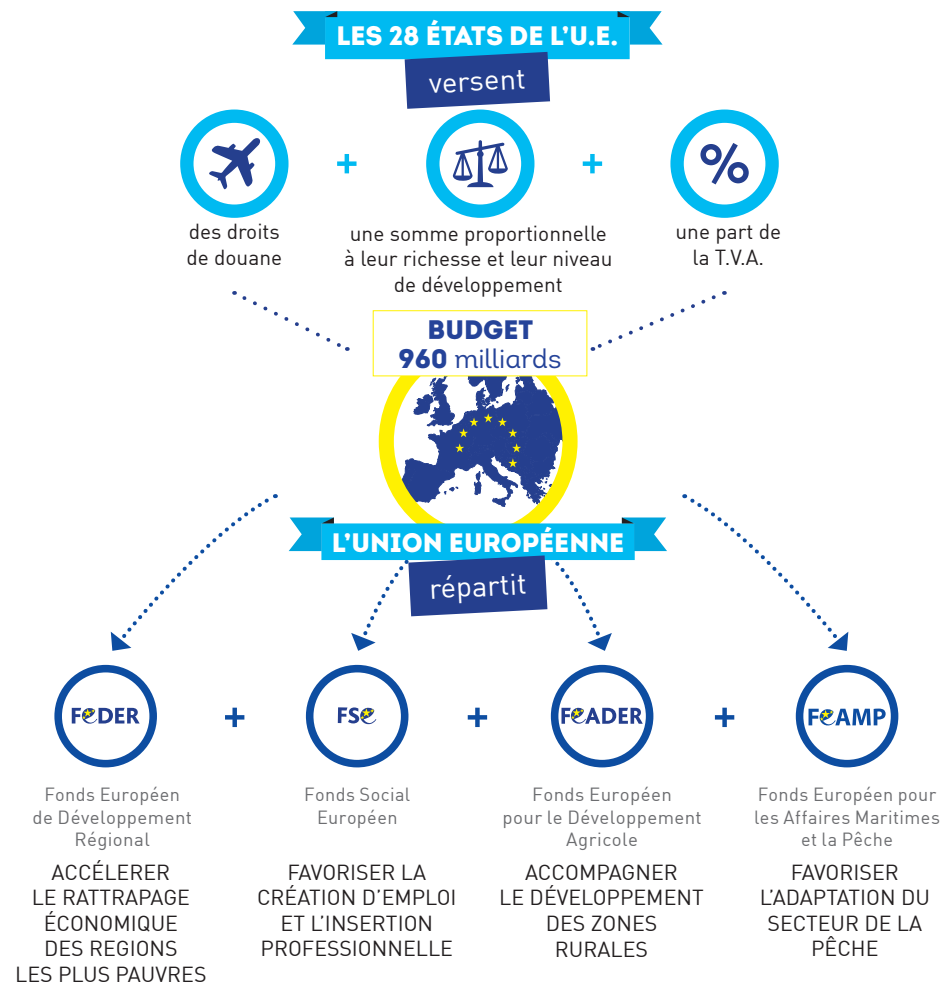 LES 28 ÉTATS DE L'U.E.
versent
+
+
%
des droits
de douane
une somme proportionnelle
à leur richesse et leur niveau
de développement
une part de
la T.V.A.
BUDGET
960 milliards
L'UNION EUROPÉENNE
répartit
FeDER
+
FSe
+
FeADER
+
FeAMP
Fonds Européen
de Développement
Régional
ACCÉLERER
LE RATTRAPAGE
ÉCONOMIQUE
DES REGIONS
LES PLUS PAUVRES
Fonds Social
Européen
FAVORISER LA
CRÉATION D'EMPLOI
ET L'INSERTION
PROFESSIONNELLE
Fonds Européen
pour le Développement
Agricole
ACCOMPAGNER
LE DÉVELOPPEMENT
DES ZONES
RURALES
Fonds Européen pour
les Affaires Maritimes
et la Pêche
FAVORISER
L'ADAPTATION DU
SECTEUR DE LA
PÊCHE